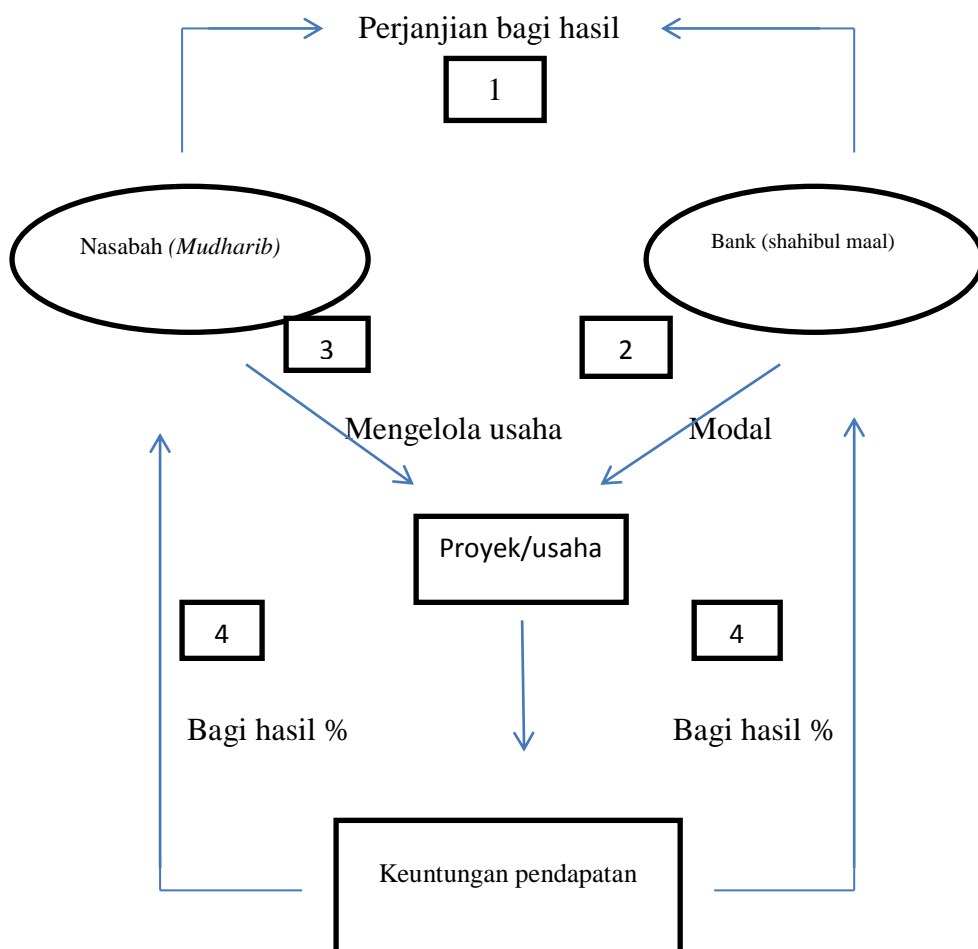 Perjanjian bagi hasil
1
Nasabah (Mudharib)
Bank (shahibul maal)
3
2
Mengelola usaha
Modal
Proyek/usaha
4
4
Bagi hasil %
Bagi hasil %
Keuntungan pendapatan